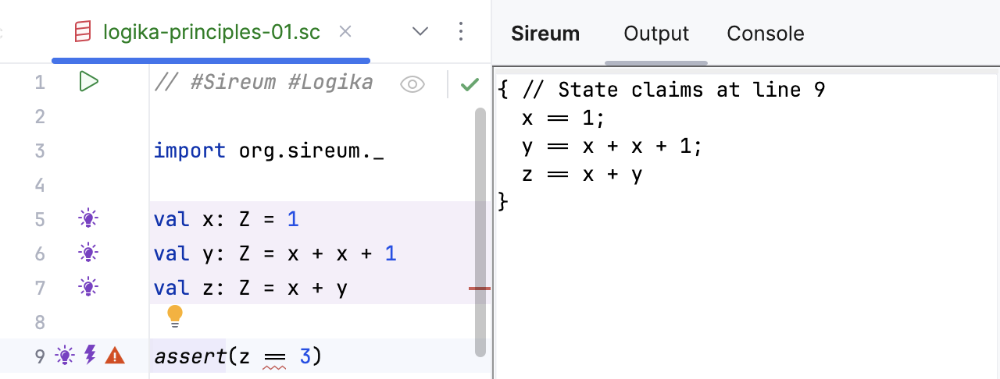 logika-principles-01.sc
Sireum Output Console
1 // #Sireum #Logika
2
3 import org.sireum._
4
5 val x: Z = 1
6 val y: Z = x + x + 1
7 val z: Z = x + y
8
9 assert(z == 3)
{ // State claims at line 9
x == 1;
y == x + x + 1;
z == x + y
}